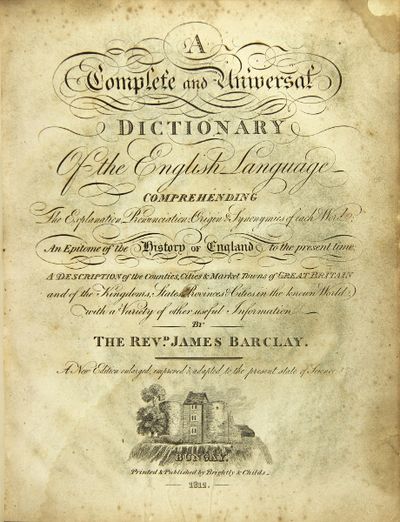 A
Complete and Universal
DICTIONARY
Of the English Language
COMPREHENDING
The Explanation, Pronunciation, Origin & Synonymies of each Word,
An Epitome of the History of England to the present time,
A DESCRIPTION of the Counties, Cities & Market Towns of GREAT BRITAIN
and of the Kingdoms, States, Provinces & Cities in the known World,
with a Variety of other useful Information.
BY
THE REVD. JAMES BARCLAY.
A New Edition enlarged, improved & adapted to the present state of Science.
BUNGAY.
Printed & Published by Brightly & Childs.
1812.